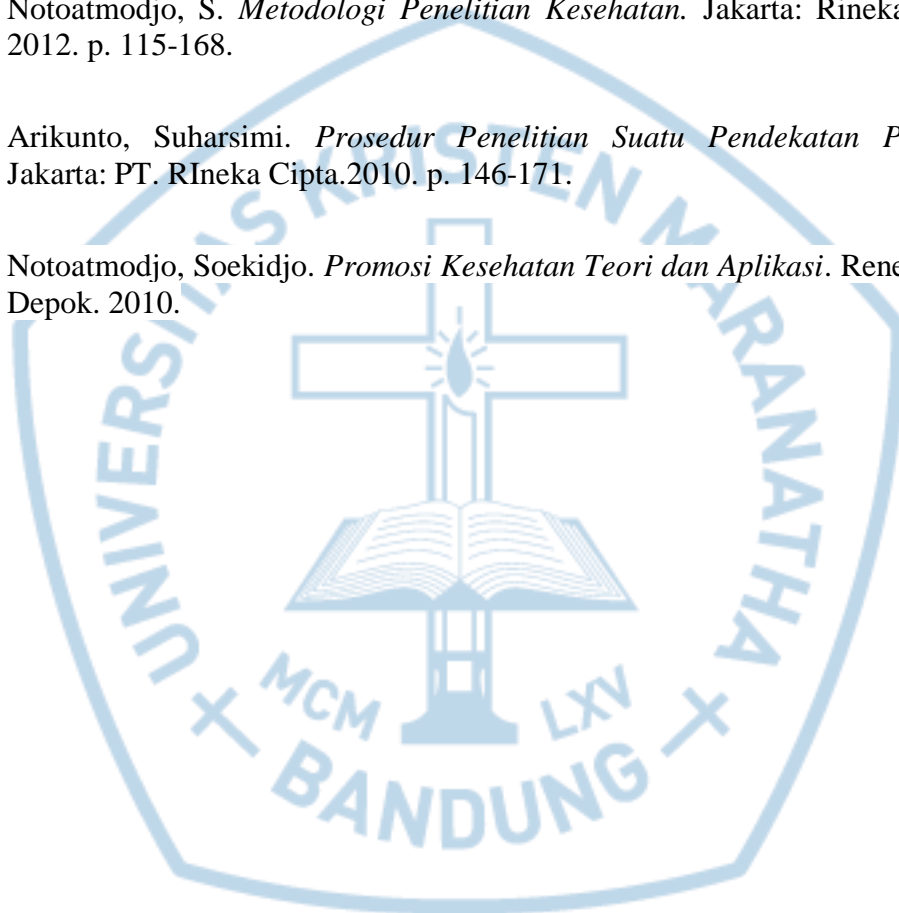 Notoatmodjo, S. Metodologi Penelitian Kesehatan. Jakarta: Rineka
2012. p. 115-168.
Arikunto, Suharsimi. Prosedur Penelitian Suatu Pendekatan P
Jakarta: PT. RIneka Cipta.2010. p. 146-171.
Notoatmodjo, Soekidjo. Promosi Kesehatan Teori dan Aplikasi. Rene
Depok. 2010.
UNIVERSITAS KRISTEN MARANATHA
MCM LXV
BANDUNG